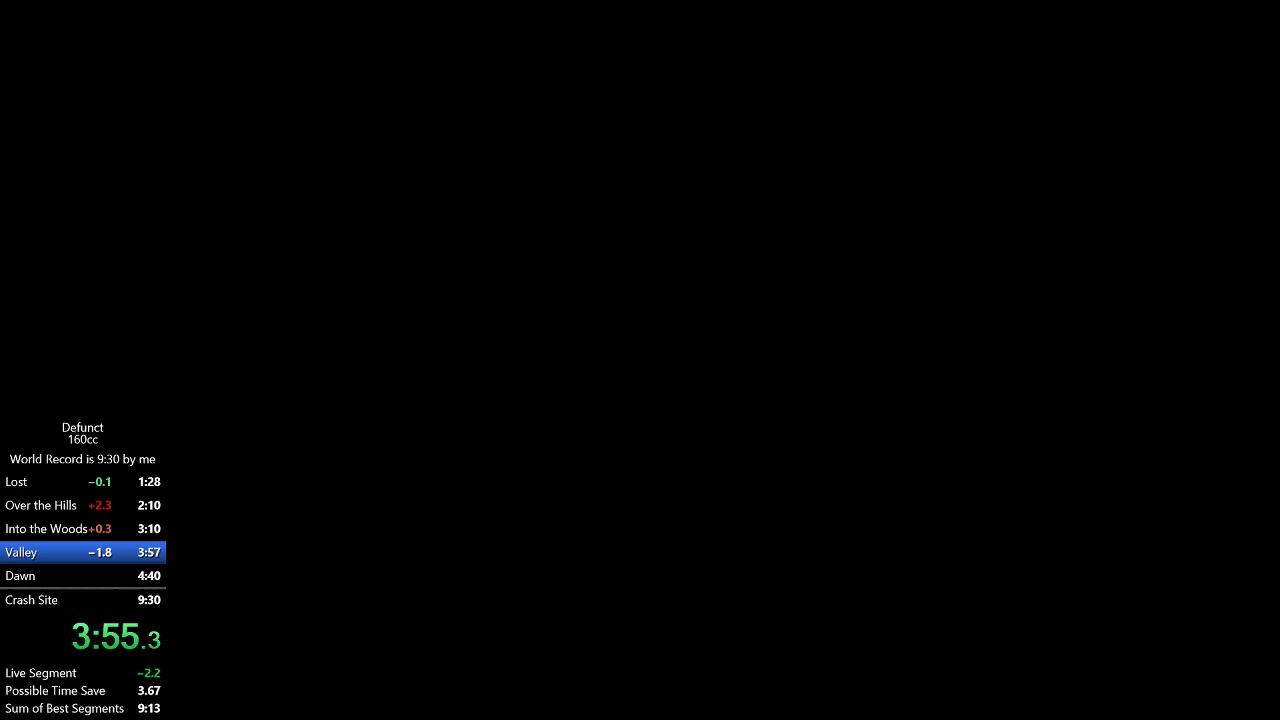 Defunct
160cc
World Record is 9:30 by me
Lost −0.1 1:28
Over the Hills +2.3 2:10
Into the Woods +0.3 3:10
Valley −1.8 3:57
Dawn 4:40
Crash Site 9:30
3:55.3
Live Segment −2.2
Possible Time Save 3.67
Sum of Best Segments 9:13